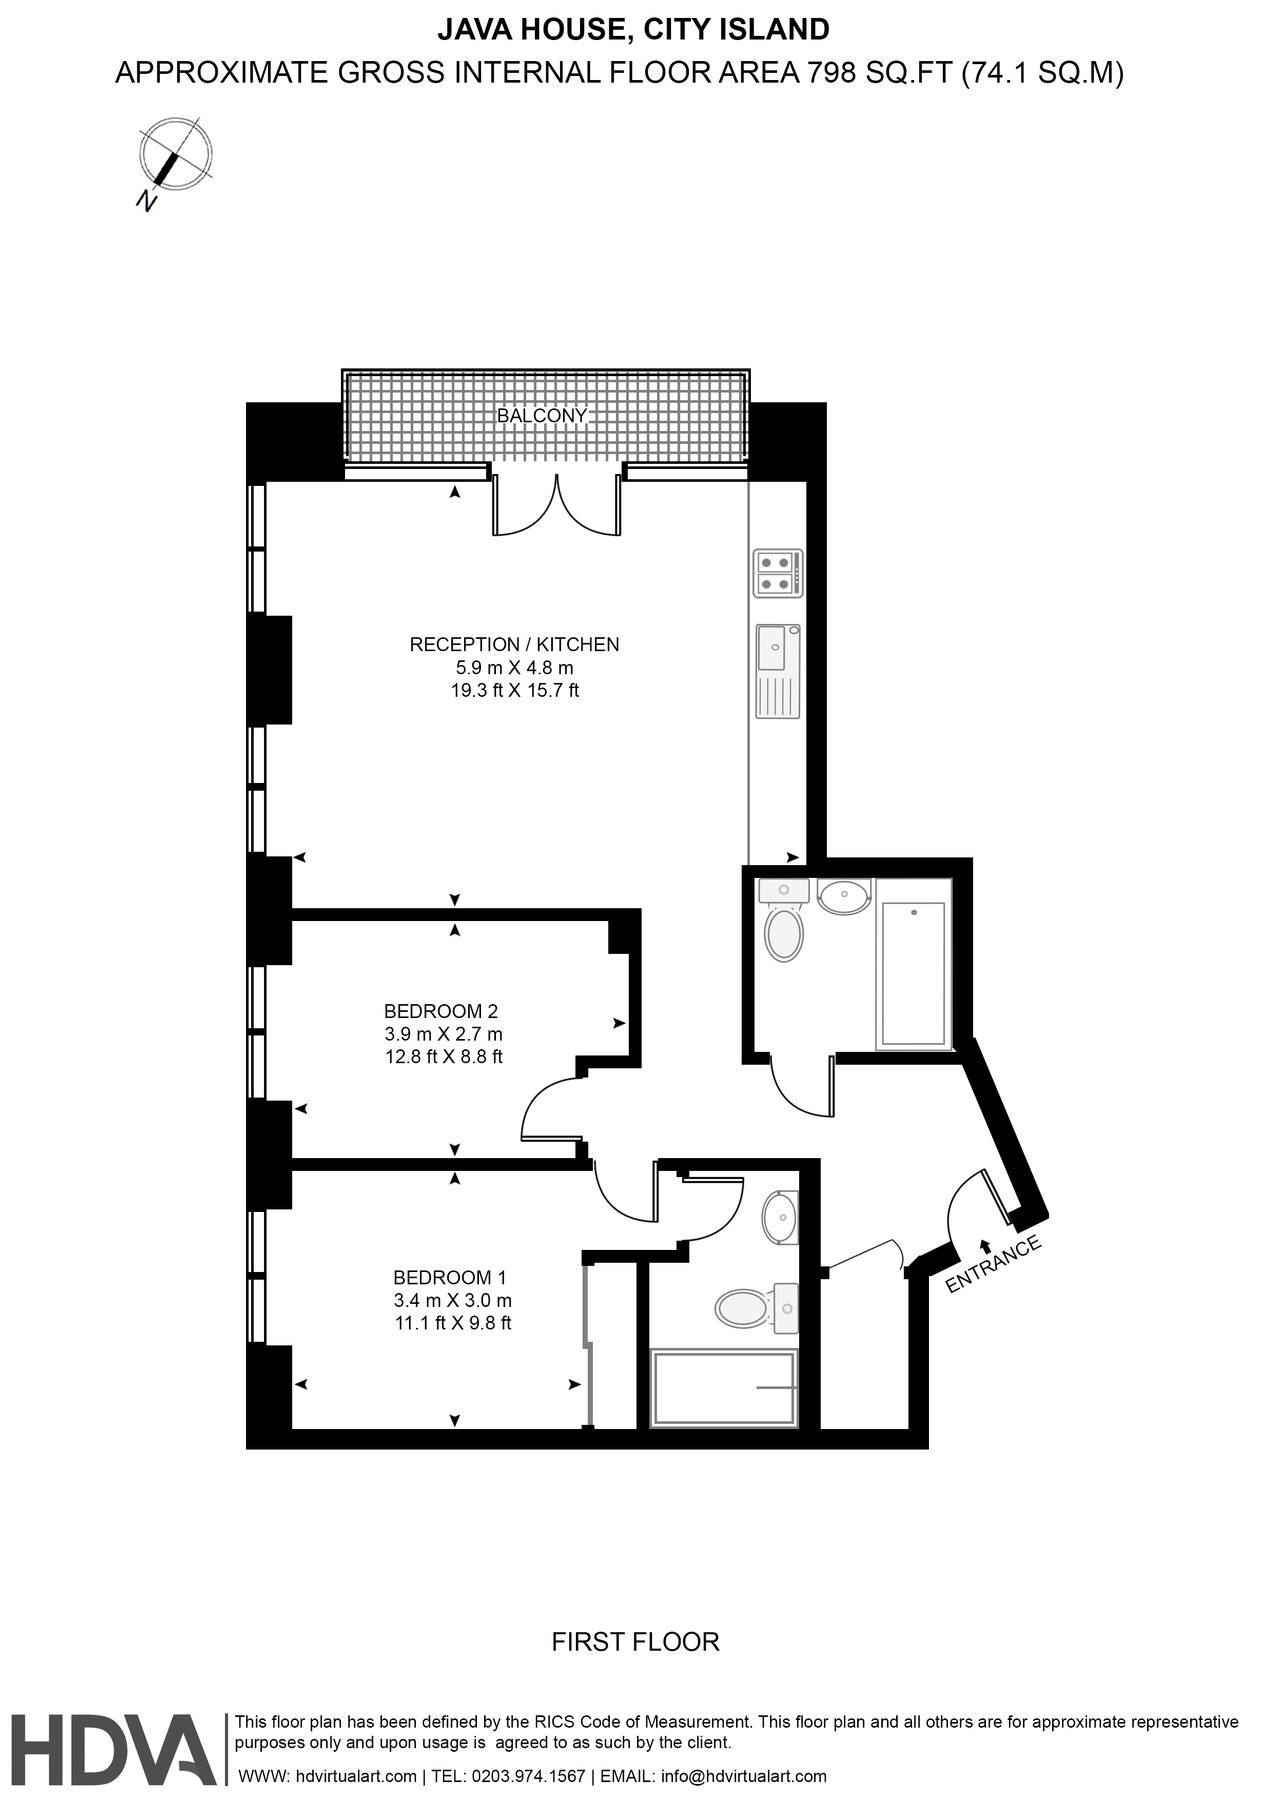 JAVA HOUSE, CITY ISLAND
APPROXIMATE GROSS INTERNAL FLOOR AREA 798 SQ.FT (74.1 SQ.M)
N
BALCONY
RECEPTION / KITCHEN
5.9 m X 4.8 m
19.3 ft X 15.7 ft
BEDROOM 2
3.9 m X 2.7 m
12.8 ft X 8.8 ft
BEDROOM 1
3.4 m X 3.0 m
11.1 ft X 9.8 ft
ENTRANCE
FIRST FLOOR
HDVA
This floor plan has been defined by the RICS Code of Measurement. This floor plan and all others are for approximate representative
purposes only and upon usage is agreed to as such by the client.
WWW: hdvirtualart.com | TEL: 0203.974.1567 | EMAIL: info@hdvirtualart.com